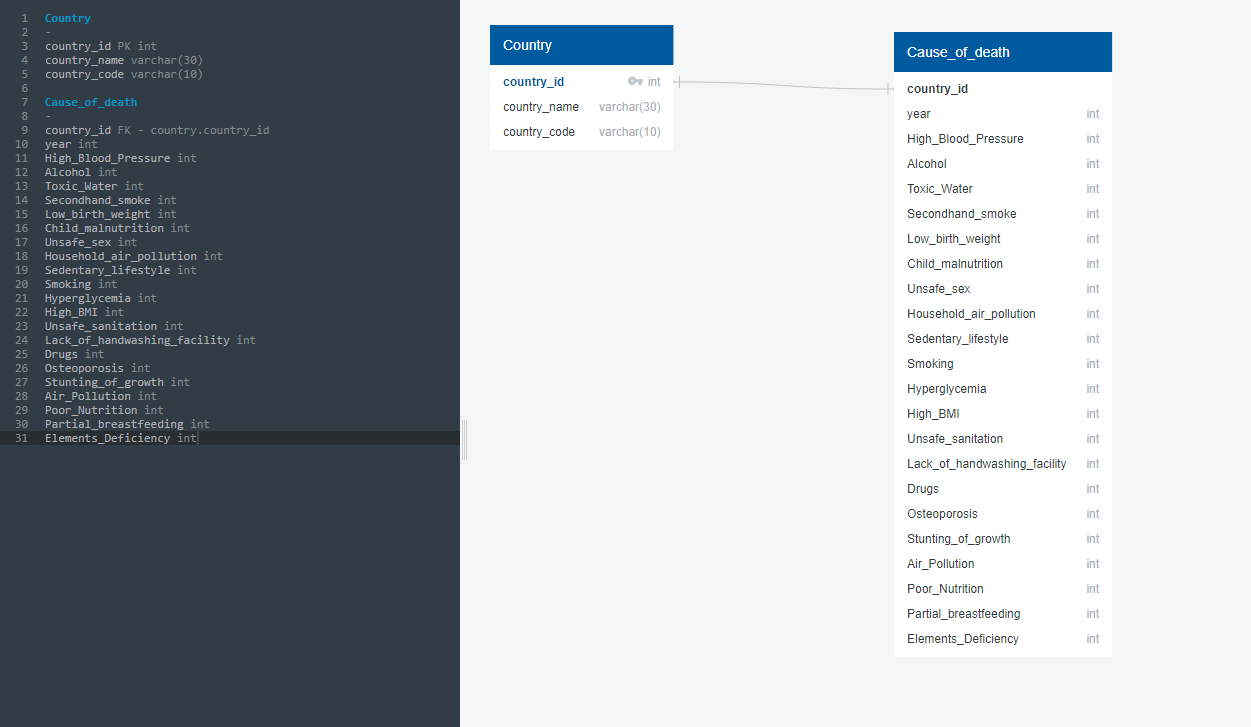 1 Country
2 -
3 country_id PK int
4 country_name varchar(30)
5 country_code varchar(10)
6
7 Cause_of_death
8 -
9 country_id FK - country.country_id
10 year int
11 High_Blood_Pressure int
12 Alcohol int
13 Toxic_Water int
14 Secondhand_smoke int
15 Low_birth_weight int
16 Child_malnutrition int
17 Unsafe_sex int
18 Household_air_pollution int
19 Sedentary_lifestyle int
20 Smoking int
21 Hyperglycemia int
22 High_BMI int
23 Unsafe_sanitation int
24 Lack_of_handwashing_facility int
25 Drugs int
26 Osteoporosis int
27 Stunting_of_growth int
28 Air_Pollution int
29 Poor_Nutrition int
30 Partial_breastfeeding int
31 Elements_Deficiency int
Country
country_id int
country_name varchar(30)
country_code varchar(10)
Cause_of_death
country_id
year int
High_Blood_Pressure int
Alcohol int
Toxic_Water int
Secondhand_smoke int
Low_birth_weight int
Child_malnutrition int
Unsafe_sex int
Household_air_pollution int
Sedentary_lifestyle int
Smoking int
Hyperglycemia int
High_BMI int
Unsafe_sanitation int
Lack_of_handwashing_facility int
Drugs int
Osteoporosis int
Stunting_of_growth int
Air_Pollution int
Poor_Nutrition int
Partial_breastfeeding int
Elements_Deficiency int